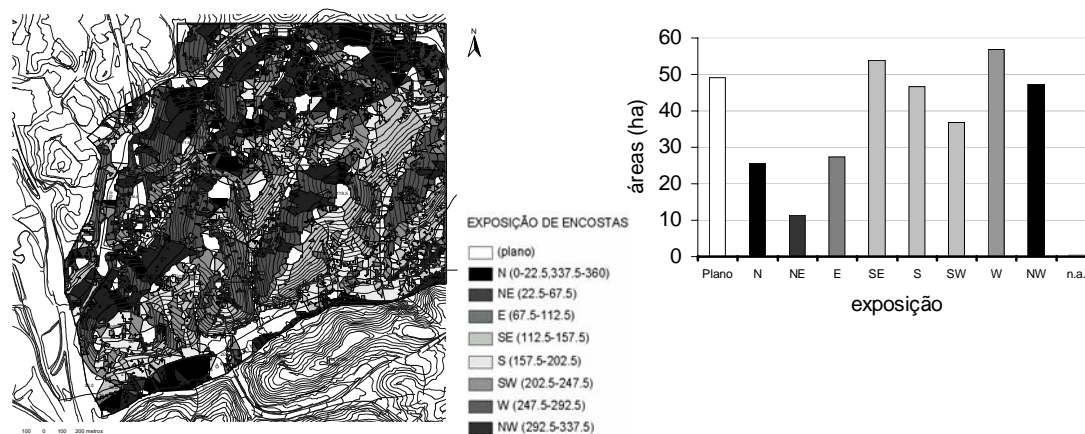 N
EXPOSIÇÃO DE ENCOSTAS
(plano)
N (0-22.5,337.5-360)
NE (22.5-67.5)
E (67.5-112.5)
SE (112.5-157.5)
S (157.5-202.5)
SW (202.5-247.5)
W (247.5-292.5)
NW (292.5-337.5)
100 0 100 200 metros
áreas (ha)
60
50
40
30
20
10
0
Plano N NE E SE S SW W NW n.a.
exposição